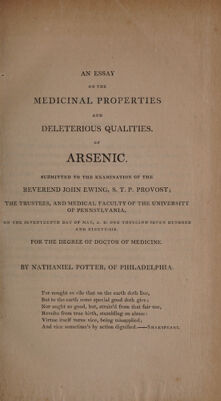 AN ESSAY
ON THE
MEDICINAL PROPERTIES
AND
DELETERIOUS QUALITIES.
OF
ARSENIC.
SUBMITTED TO THE EXAMINATION OF THE
REVEREND JOHN EWING, S. T. P. PROVOST;
THE TRUSTEES, AND MEDICAL FACULTY OF THE UNIVERSITY
OF PENNSYLVANIA,
ON THE SEVENTEENTH DAY OF MAY, A. D. ONE THOUSAND SEVEN HUNDRED
AND NINETY-SIX.
FOR THE DEGREE OF DOCTOR OF MEDICINE.
BY NATHANIEL POTTER, OF PHILADELPHIA.
For nought so vile that on the earth doth live,
But to the earth some special good doth give;
Nor ought so good, but, strain'd from that fair use,
Revolts from true birth, stumbling on abuse:
Virtue itself turns vice, being misapplied;
And vice sometime's by action dignified.——SHAKSPEARE.